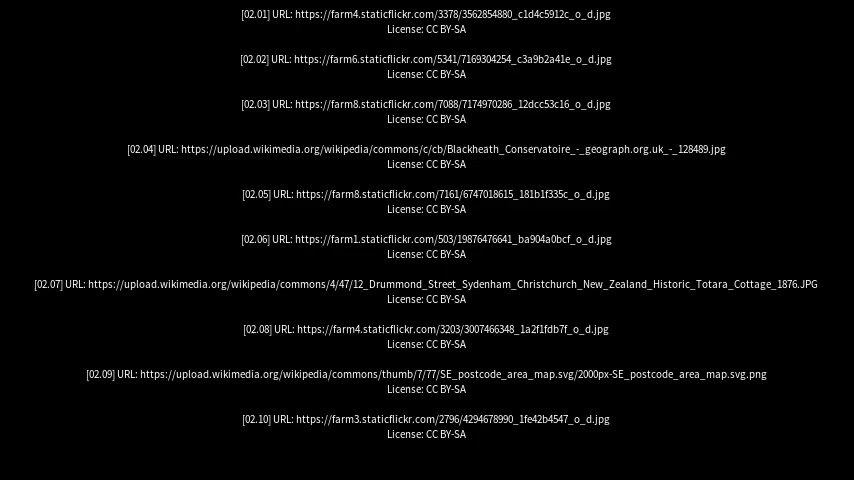 [02.01] URL: https://farm4.staticflickr.com/3378/3562854880_c1d4c5912c_o_d.jpg
License: CC BY-SA
[02.02] URL: https://farm6.staticflickr.com/5341/7169304254_c3a9b2a41e_o_d.jpg
License: CC BY-SA
[02.03] URL: https://farm8.staticflickr.com/7088/7174970286_12dcc53c16_o_d.jpg
License: CC BY-SA
[02.04] URL: https://upload.wikimedia.org/wikipedia/commons/c/cb/Blackheath_Conservatoire_-_geograph.org.uk_-_128489.jpg
License: CC BY-SA
[02.05] URL: https://farm8.staticflickr.com/7161/6747018615_181b1f335c_o_d.jpg
License: CC BY-SA
[02.06] URL: https://farm1.staticflickr.com/503/19876476641_ba904a0bcf_o_d.jpg
License: CC BY-SA
[02.07] URL: https://upload.wikimedia.org/wikipedia/commons/4/47/12_Drummond_Street_Sydenham_Christchurch_New_Zealand_Historic_Totara_Cottage_1876.JPG
License: CC BY-SA
[02.08] URL: https://farm4.staticflickr.com/3203/3007466348_1a2f1fdb7f_o_d.jpg
License: CC BY-SA
[02.09] URL: https://upload.wikimedia.org/wikipedia/commons/thumb/7/77/SE_postcode_area_map.svg/2000px-SE_postcode_area_map.svg.png
License: CC BY-SA
[02.10] URL: https://farm3.staticflickr.com/2796/4294678990_1fe42b4547_o_d.jpg
License: CC BY-SA